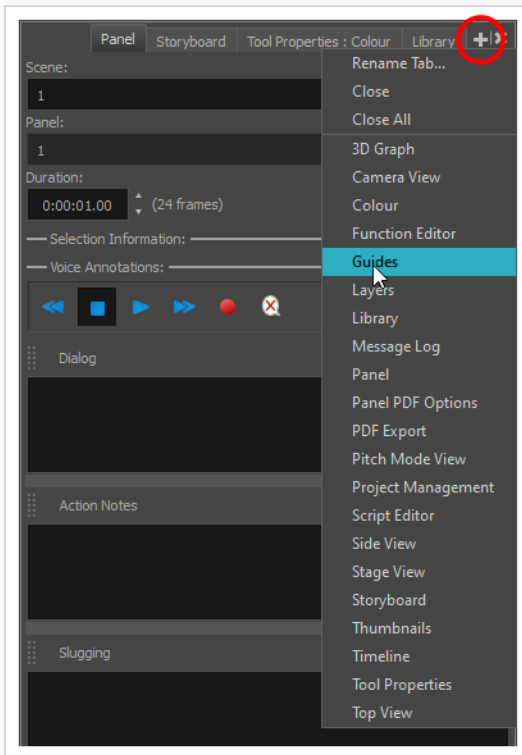 Panel Storyboard Tool Properties : Colour Library
Scene:
1
Panel:
1
Duration:
0:00:01.00 (24 frames)
Selection Information:
Voice Annotations:
Dialog
Action Notes
Slugging
Rename Tab...
Close
Close All
3D Graph
Camera View
Colour
Function Editor
Guides
Layers
Library
Message Log
Panel
Panel PDF Options
PDF Export
Pitch Mode View
Project Management
Script Editor
Side View
Stage View
Storyboard
Thumbnails
Timeline
Tool Properties
Top View